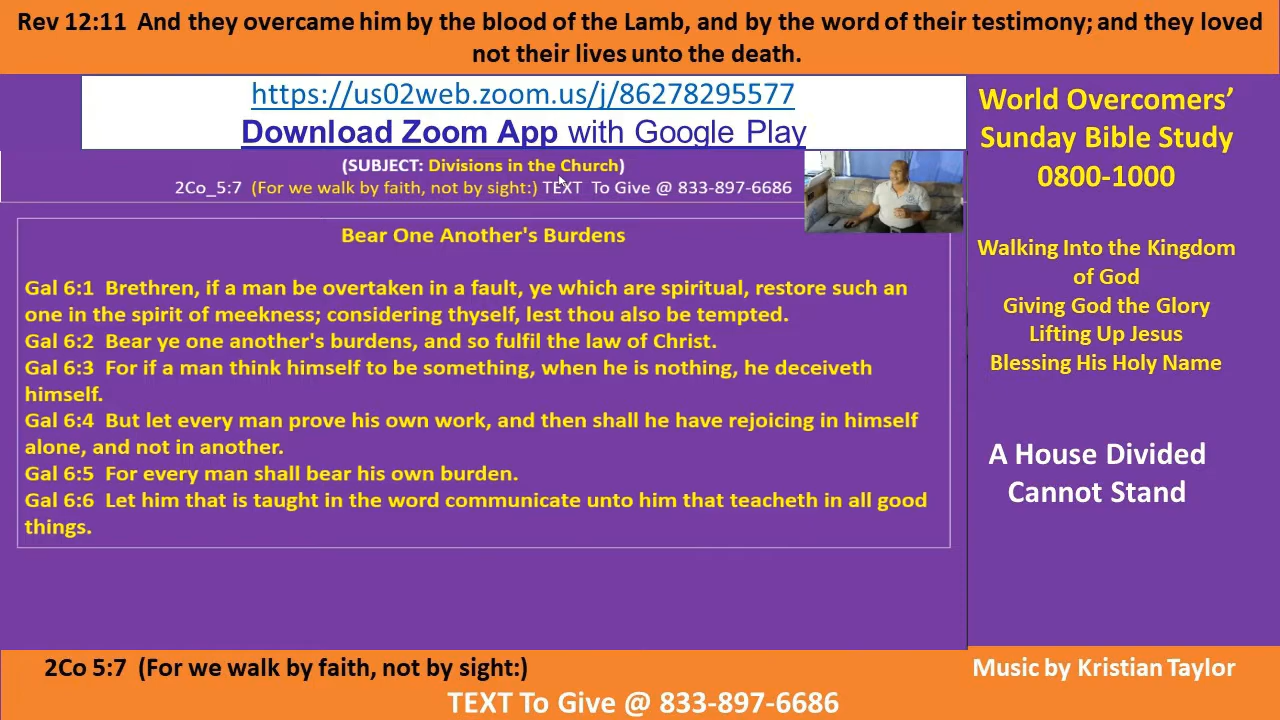 Rev 12:11 And they overcame him by the blood of the Lamb, and by the word of their testimony; and they loved
not their lives unto the death.
https://us02web.zoom.us/j/86278295577
Download Zoom App with Google Play
(SUBJECT: Divisions in the Church)
2Co_5:7 (For we walk by faith, not by sight:) TEXT To Give @ 833-897-6686
Bear One Another's Burdens
Gal 6:1 Brethren, if a man be overtaken in a fault, ye which are spiritual, restore such an
one in the spirit of meekness; considering thyself, lest thou also be tempted.
Gal 6:2 Bear ye one another's burdens, and so fulfil the law of Christ.
Gal 6:3 For if a man think himself to be something, when he is nothing, he deceiveth
himself.
Gal 6:4 But let every man prove his own work, and then shall he have rejoicing in himself
alone, and not in another.
Gal 6:5 For every man shall bear his own burden.
Gal 6:6 Let him that is taught in the word communicate unto him that teacheth in all good
things.
World Overcomers’
Sunday Bible Study
0800-1000
Walking Into the Kingdom
of God
Giving God the Glory
Lifting Up Jesus
Blessing His Holy Name
A House Divided
Cannot Stand
2Co 5:7 (For we walk by faith, not by sight:)
Music by Kristian Taylor
TEXT To Give @ 833-897-6686